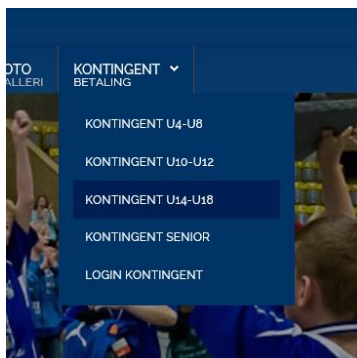 OTO
ALLERI
KONTINGENT
BETALING
KONTINGENT U4-U8
KONTINGENT U10-U12
KONTINGENT U14-U18
KONTINGENT SENIOR
LOGIN KONTINGENT